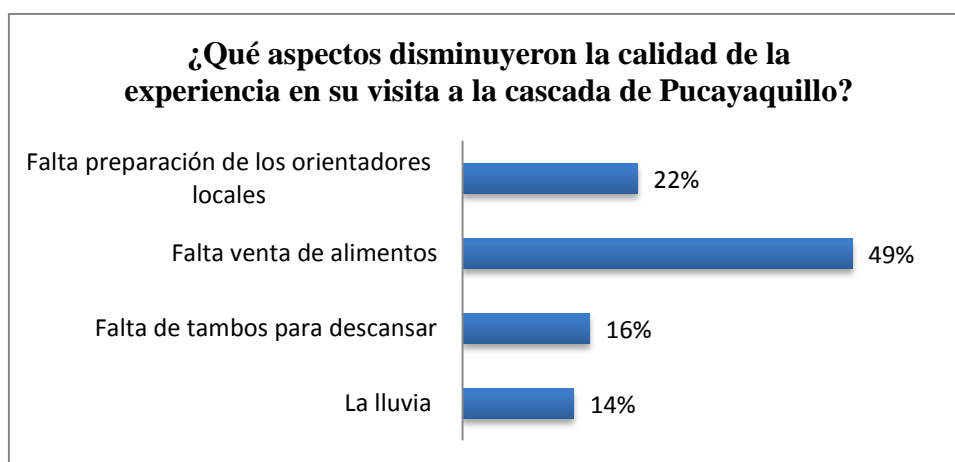 ¿Qué aspectos disminuyeron la calidad de la
experiencia en su visita a la cascada de Pucayaquillo?
Falta preparación de los orientadores
locales
22%
Falta venta de alimentos
49%
Falta de tambos para descansar
16%
La lluvia
14%